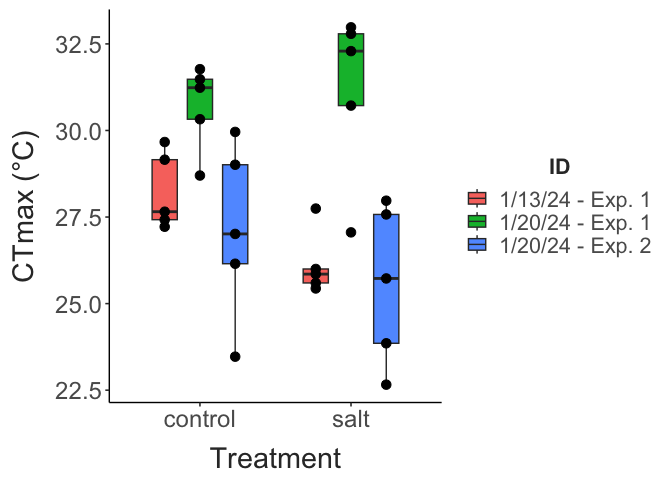 CTmax (°C)
32.5
30.0
27.5
25.0
22.5
control
salt
Treatment
ID
1/13/24 - Exp. 1
1/20/24 - Exp. 1
1/20/24 - Exp. 2